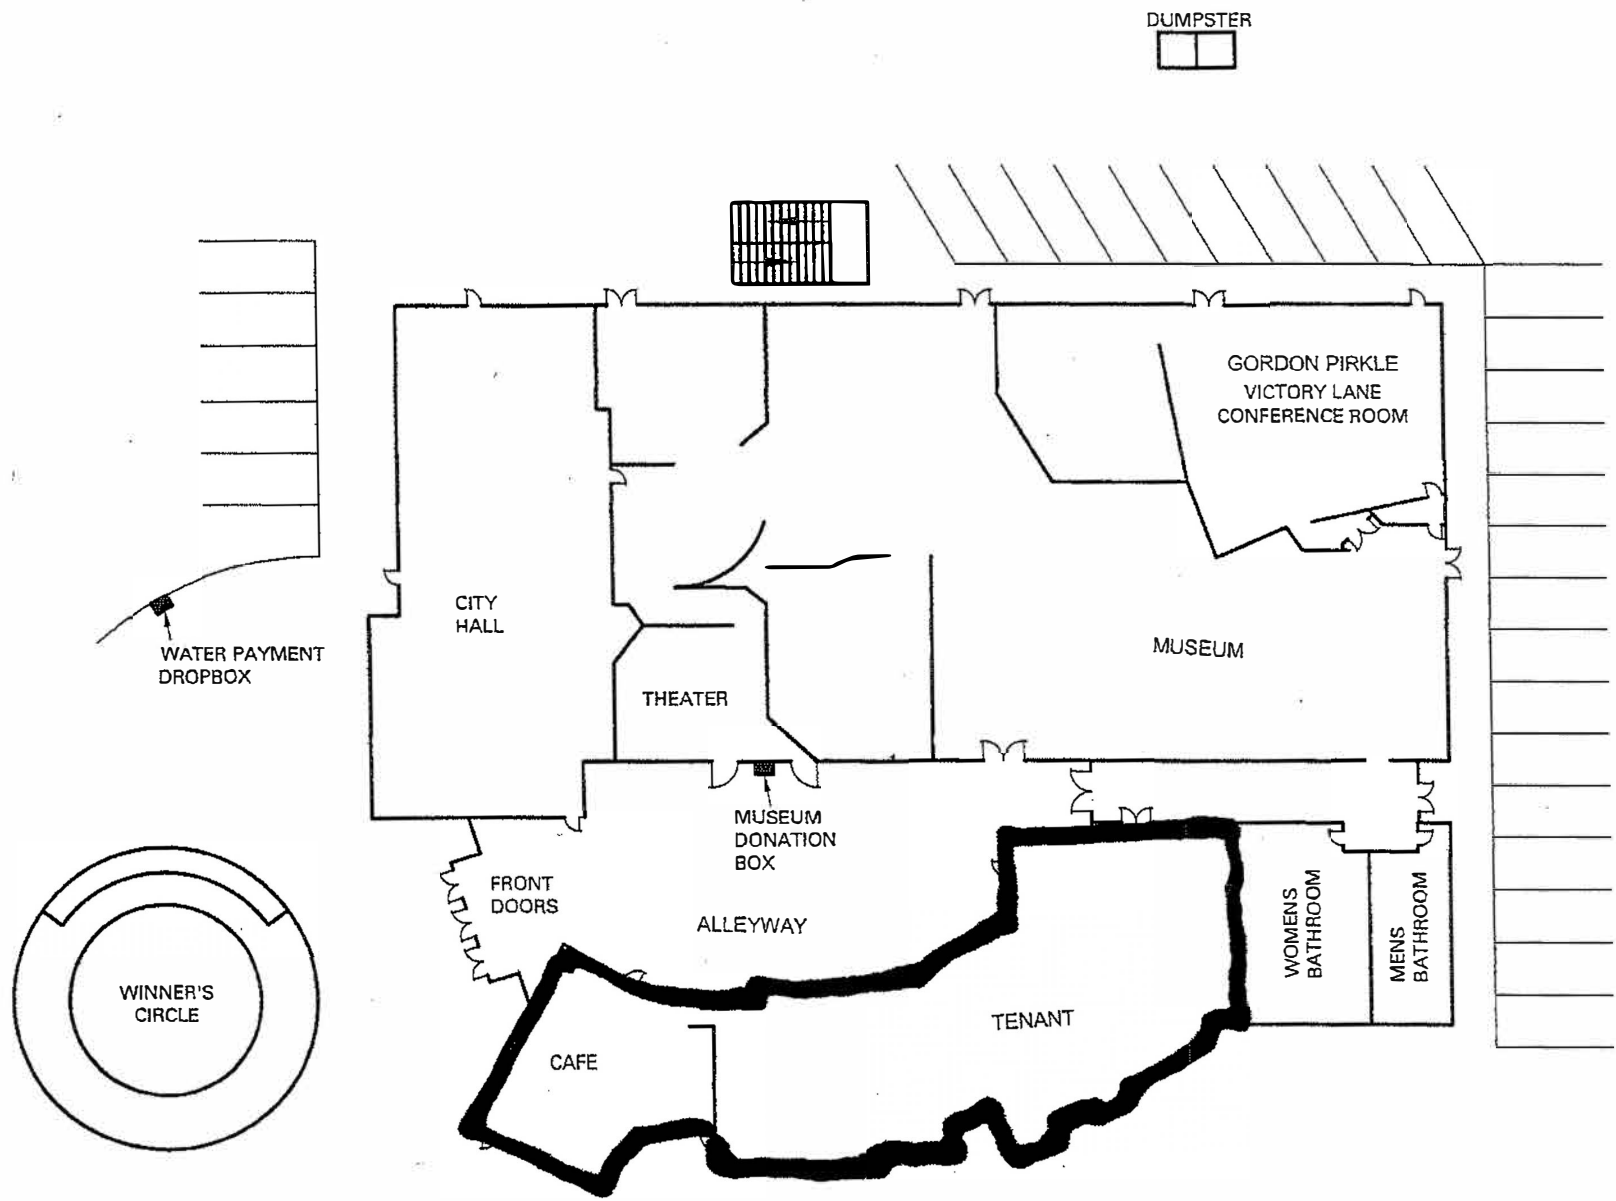 DUMPSTER
GORDON PIRKLE
VICTORY LANE
CONFERENCE ROOM
CITY
HALL
WATER PAYMENT
DROPBOX
MUSEUM
THEATER
MUSEUM
DONATION
BOX
FRONT
DOORS
ALLEYWAY
WOMENS
BATHROOM
MENS
BATHROOM
WINNER'S
CIRCLE
TENANT
CAFE